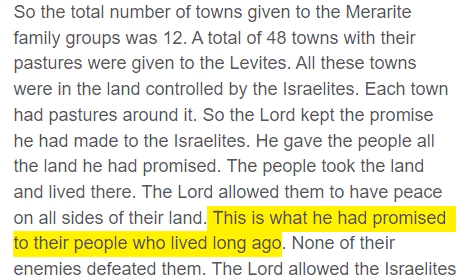 So the total number of towns given to the Merarite
family groups was 12. A total of 48 towns with their
pastures were given to the Levites. All these towns
were in the land controlled by the Israelites. Each town
had pastures around it. So the Lord kept the promise
he had made to the Israelites. He gave the people all
the land he had promised. The people took the land
and lived there. The Lord allowed them to have peace
on all sides of their land. This is what he had promised
to their people who lived long ago. None of their
enemies defeated them. The Lord allowed the Israelites